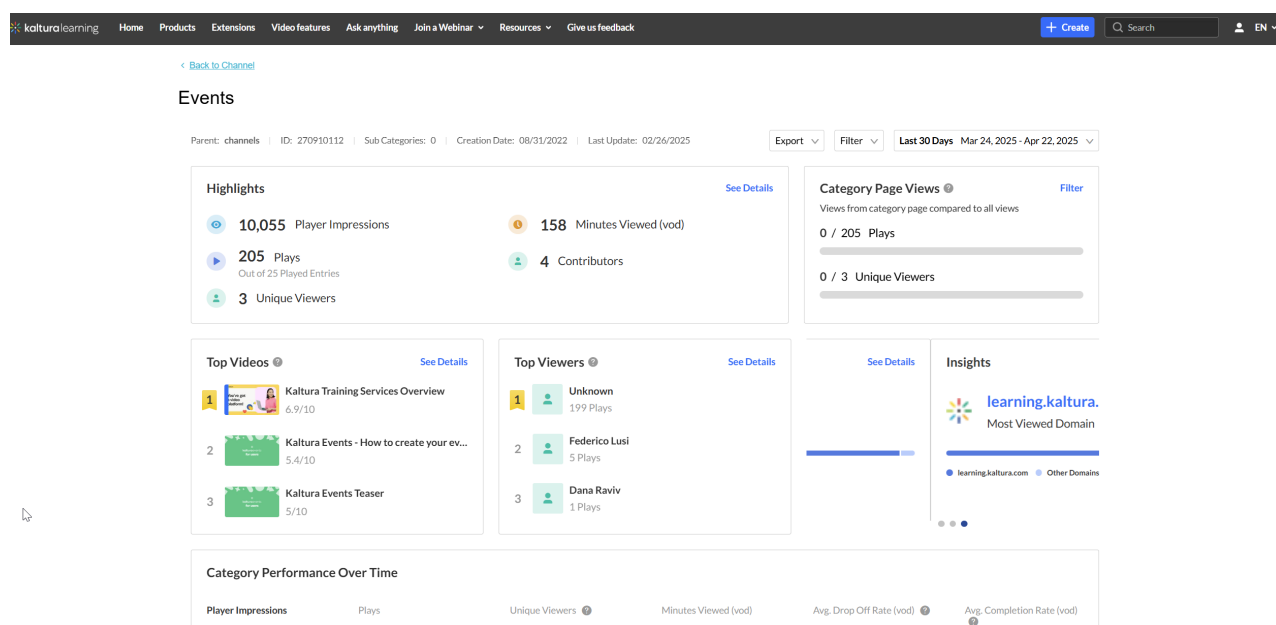 kaltura learning Home Products Extensions Video features Ask anything Join a Webinar Resources Give us feedback + Create Search EN
< Back to Channel
Events
Parent: channels ID: 270910112 Sub Categories: 0 Creation Date: 08/31/2022 Last Update: 02/26/2025 Export Filter Last 30 Days Mar 24, 2025 - Apr 22, 2025
Highlights See Details
10,055 Player Impressions
158 Minutes Viewed (vod)
205 Plays
Out of 25 Played Entries
4 Contributors
3 Unique Viewers
Category Page Views Filter
Views from category page compared to all views
0 / 205 Plays
0 / 3 Unique Viewers
Top Videos See Details
1 Kaltura Training Services Overview
6.9/10
2 Kaltura Events - How to create your ev...
5.4/10
3 Kaltura Events Teaser
5/10
Top Viewers See Details
1 Unknown
199 Plays
2 Federico Lusi
5 Plays
3 Dana Raviv
1 Plays
See Details
Insights
learning.kaltura.
Most Viewed Domain
learning.kaltura.com Other Domains
Category Performance Over Time
Player Impressions Plays Unique Viewers Minutes Viewed (vod) Avg. Drop Off Rate (vod) Avg. Completion Rate (vod)